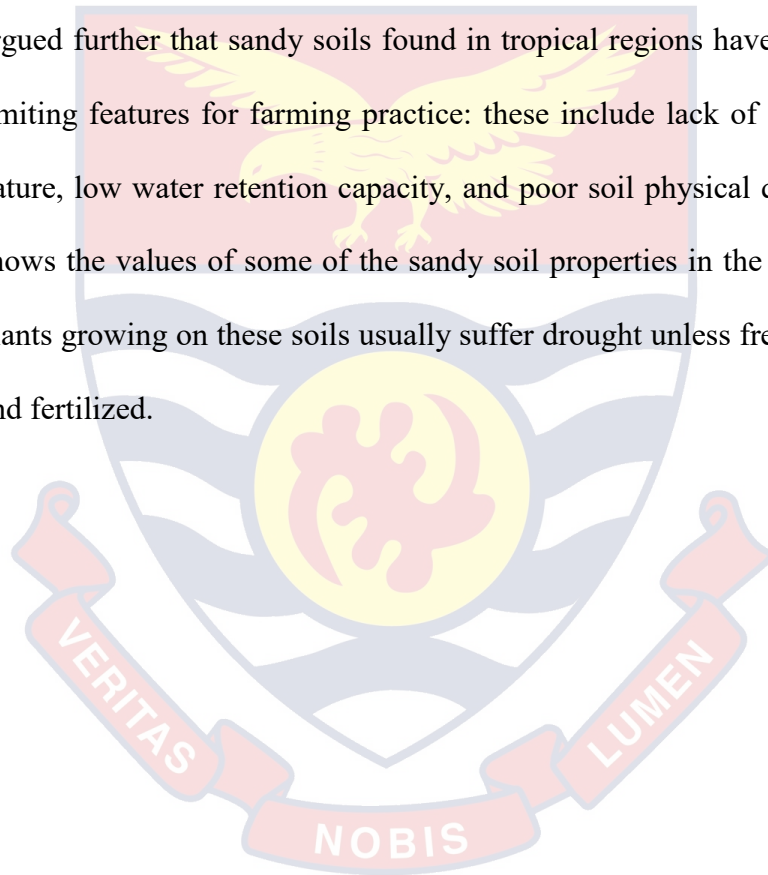 rgued further that sandy soils found in tropical regions have
miting features for farming practice: these include lack of
ature, low water retention capacity, and poor soil physical
hows the values of some of the sandy soil properties in the
ants growing on these soils usually suffer drought unless fre
nd fertilized.
VERITAS
NOBIS
LUMEN